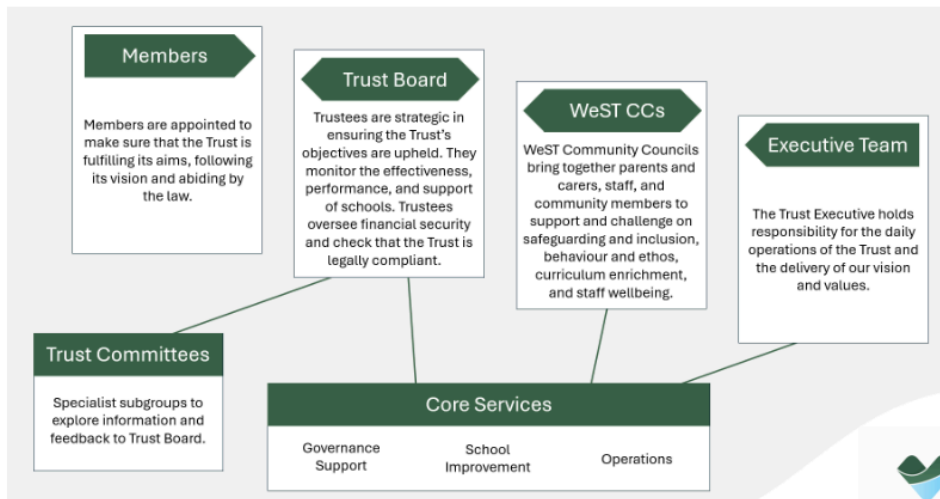 Members
Members are appointed to
make sure that the Trust is
fulfilling its aims, following
its vision and abiding by
the law.
Trust Board
Trustees are strategic in
ensuring the Trust's
objectives are upheld. They
monitor the effectiveness,
performance, and support
of schools. Trustees
oversee financial security
and check that the Trust is
legally compliant.
WeST CCs
WeST Community Councils
bring together parents and
carers, staff, and
community members to
support and challenge on
safeguarding and inclusion,
behaviour and ethos,
curriculum enrichment,
and staff wellbeing.
Executive Team
The Trust Executive holds
responsibility for the daily
operations of the Trust and
the delivery of our vision
and values.
Trust Committees
Specialist subgroups to
explore information and
feedback to Trust Board.
Core Services
Governance
Support
School
Improvement
Operations